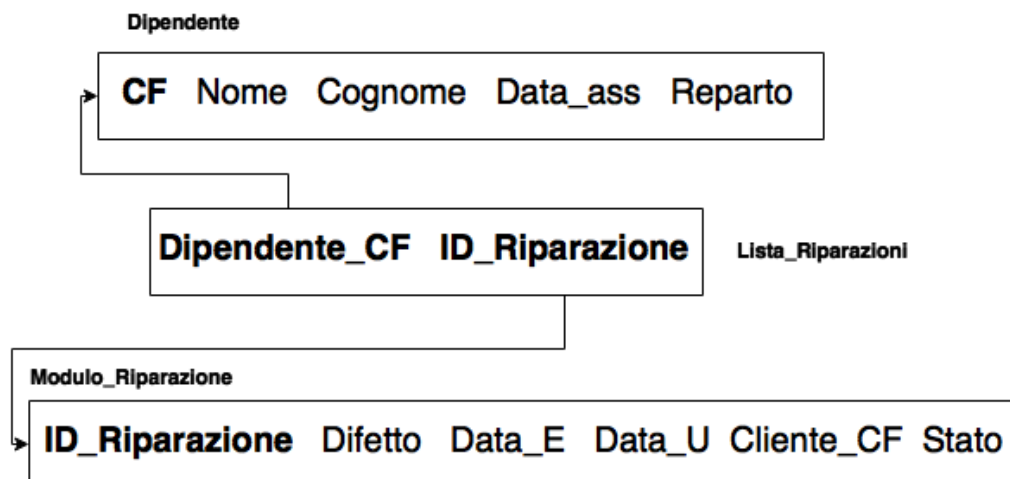 Dipendente
CF Nome Cognome Data_ass Reparto
Dipendente_CF ID_Riparazione
Lista_Riparazioni
Modulo_Riparazione
ID_Riparazione Difetto Data_E Data_U Cliente_CF Stato